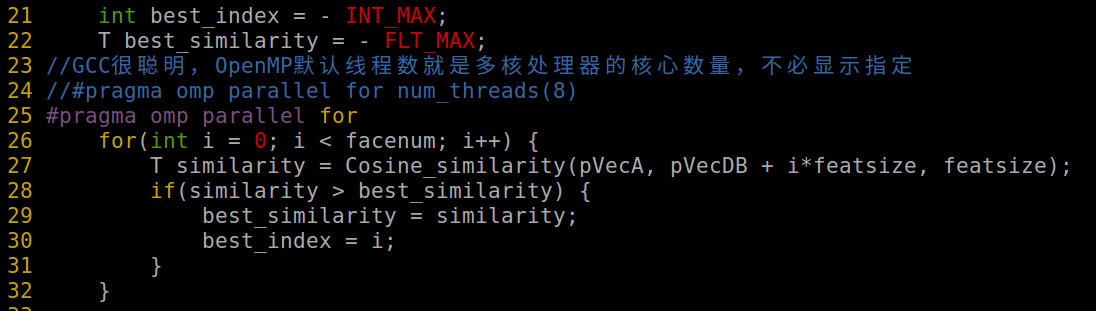 21     int best_index = - INT_MAX;
22     T best_similarity = - FLT_MAX;
23 //GCC很聪明，OpenMP默认线程数就是多核处理器的核心数量，不必显示指定
24 //#pragma omp parallel for num_threads(8)
25 #pragma omp parallel for
26     for(int i = 0; i < facenum; i++) {
27         T similarity = Cosine_similarity(pVecA, pVecDB + i*featsize, featsize);
28         if(similarity > best_similarity) {
29             best_similarity = similarity;
30             best_index = i;
31         }
32     }